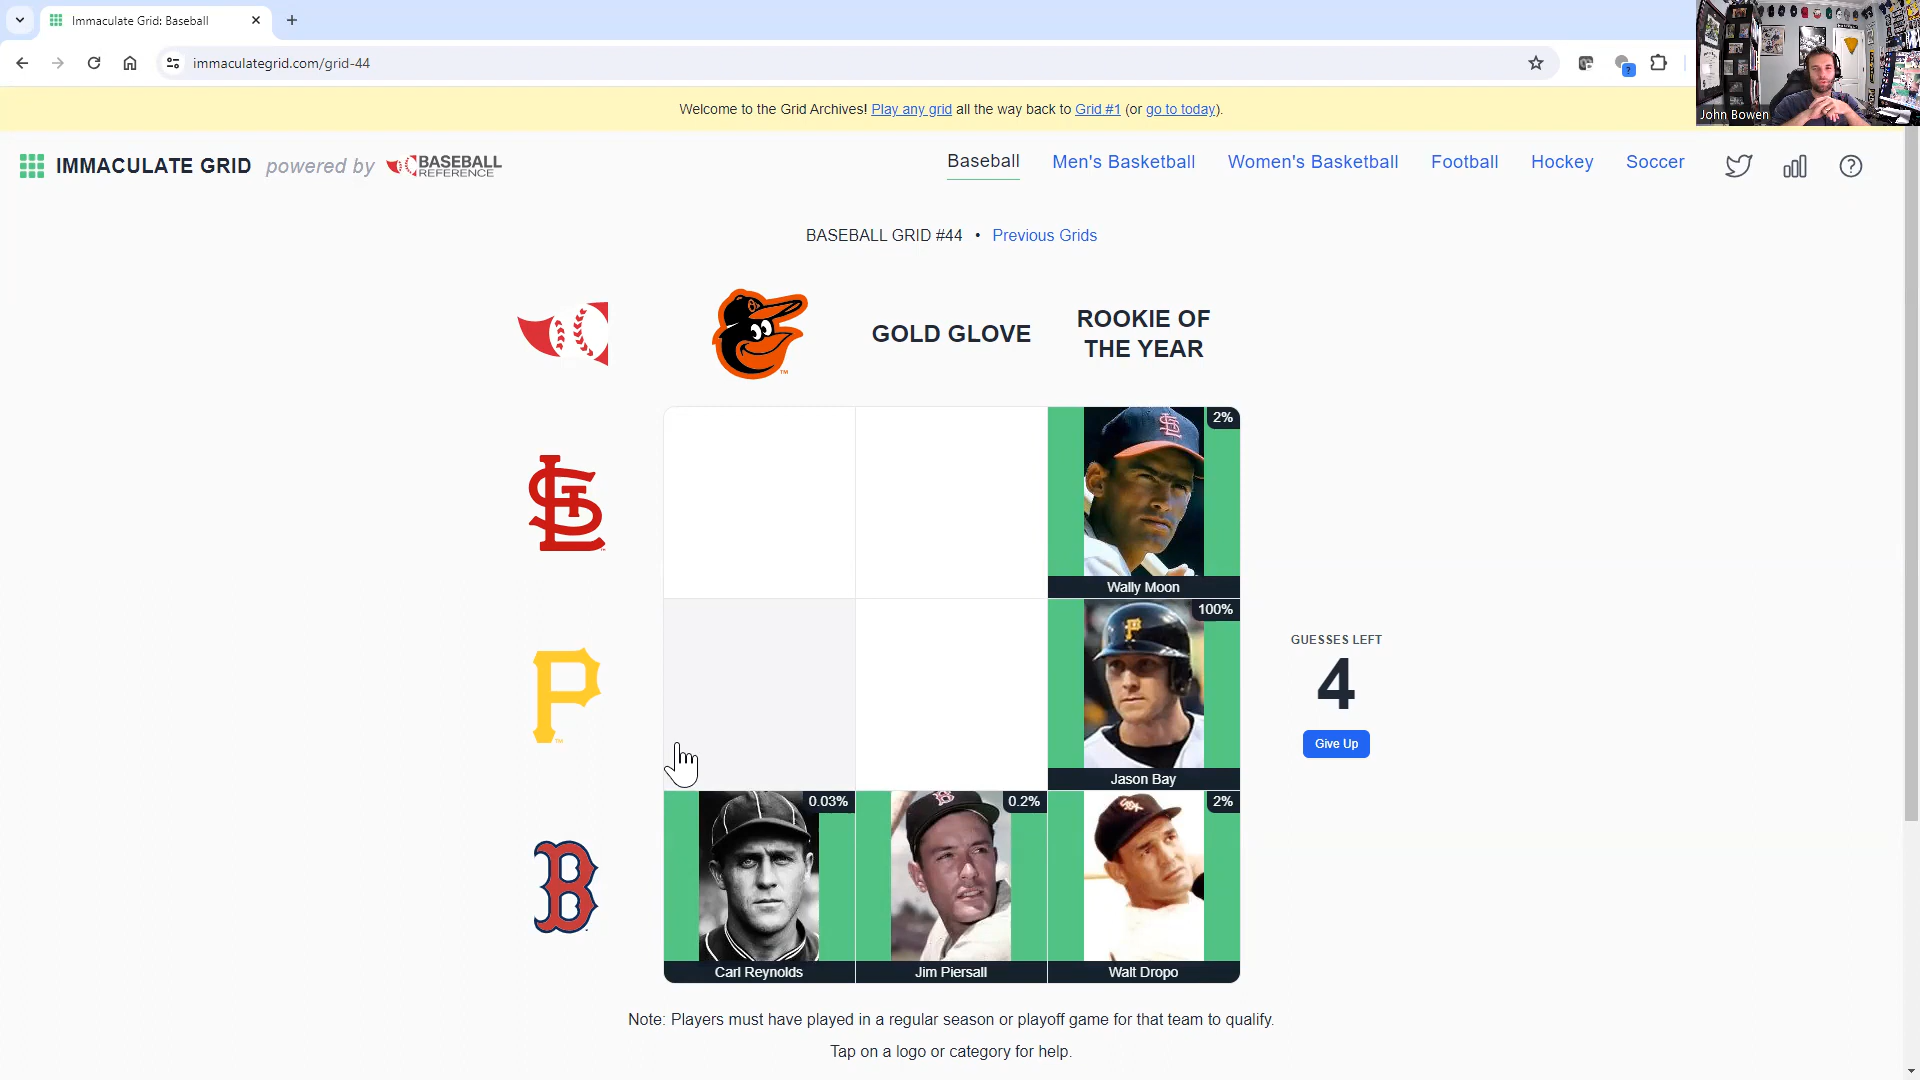 Immaculate Grid: Baseball
immaculategrid.com/grid-44
John Bowen
Welcome to the Grid Archives! Play any grid all the way back to Grid #1 (or go to today).
IMMACULATE GRID powered by BASEBALL REFERENCE
Baseball Men's Basketball Women's Basketball Football Hockey Soccer
BASEBALL GRID #44 • Previous Grids
GOLD GLOVE
ROOKIE OF
THE YEAR
2%
Wally Moon
100%
Jason Bay
GUESSES LEFT
4
Give Up
0.03%
Carl Reynolds
0.2%
Jim Piersall
2%
Walt Dropo
Note: Players must have played in a regular season or playoff game for that team to qualify.
Tap on a logo or category for help.